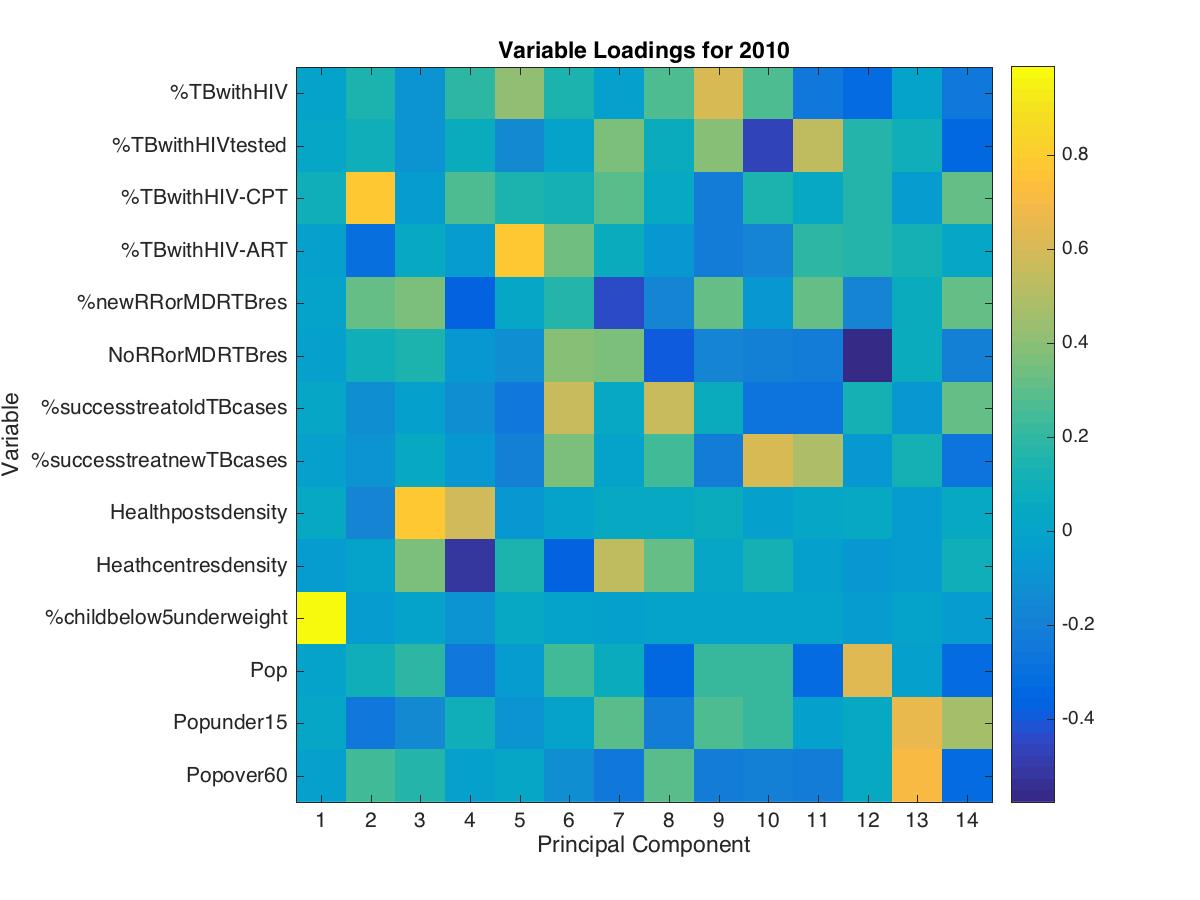 Variable Loadings for 2010
%TBwithHIV
%TBwithHIVtested
%TBwithHIV-CPT
%TBwithHIV-ART
%newRRorMDRTBres
NoRRorMDRTBres
%successtreatoldTBcases
%successtreatnewTBcases
Healthpostsdensity
Heathcentresdensity
%childbelow5underweight
Pop
Popunder15
Popover60
Variable
1 2 3 4 5 6 7 8 9 10 11 12 13 14
Principal Component
0.8
0.6
0.4
0.2
0
-0.2
-0.4